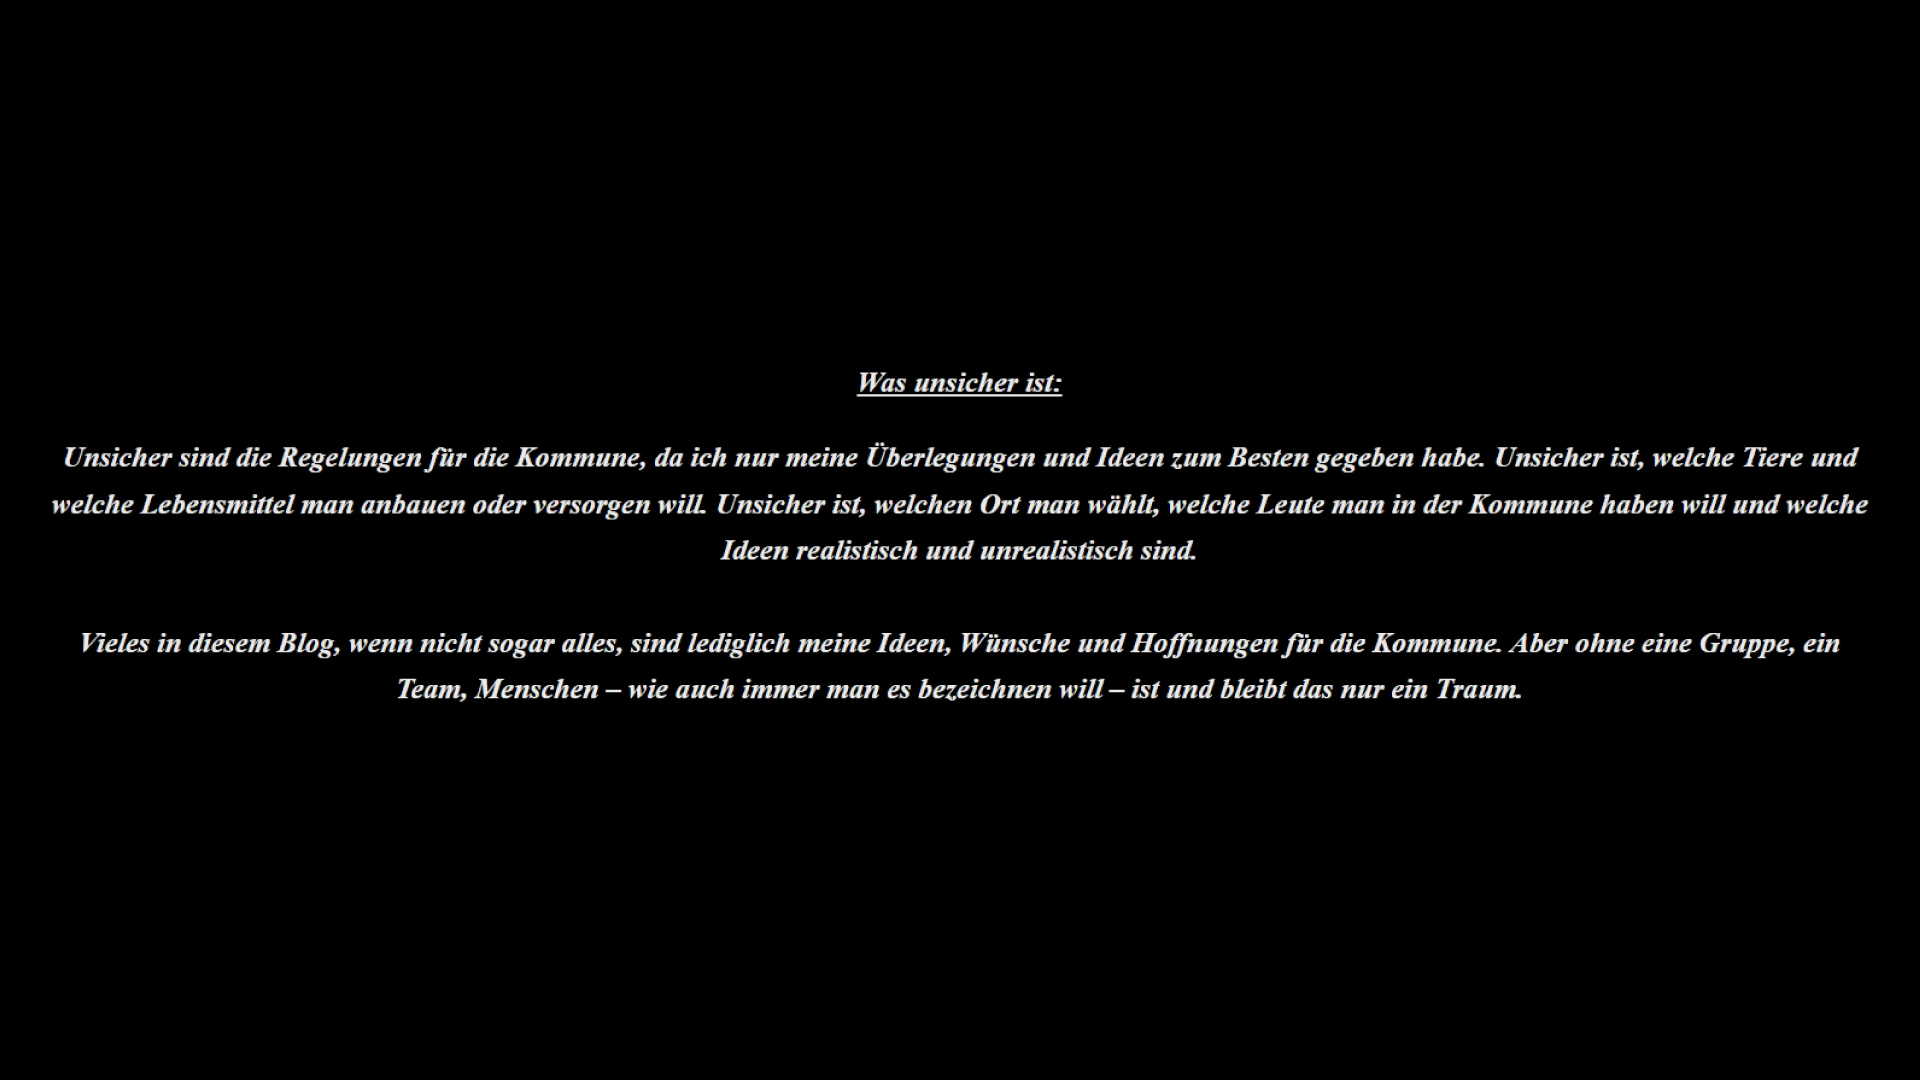 Was unsicher ist:
Unsicher sind die Regelungen für die Kommune, da ich nur meine Überlegungen und Ideen zum Besten gegeben habe. Unsicher ist, welche Tiere und
welche Lebensmittel man anbauen oder versorgen will. Unsicher ist, welchen Ort man wählt, welche Leute man in der Kommune haben will und welche
Ideen realistisch und unrealistisch sind.
Vieles in diesem Blog, wenn nicht sogar alles, sind lediglich meine Ideen, Wünsche und Hoffnungen für die Kommune. Aber ohne eine Gruppe, ein
Team, Menschen – wie auch immer man es bezeichnen will – ist und bleibt das nur ein Traum.